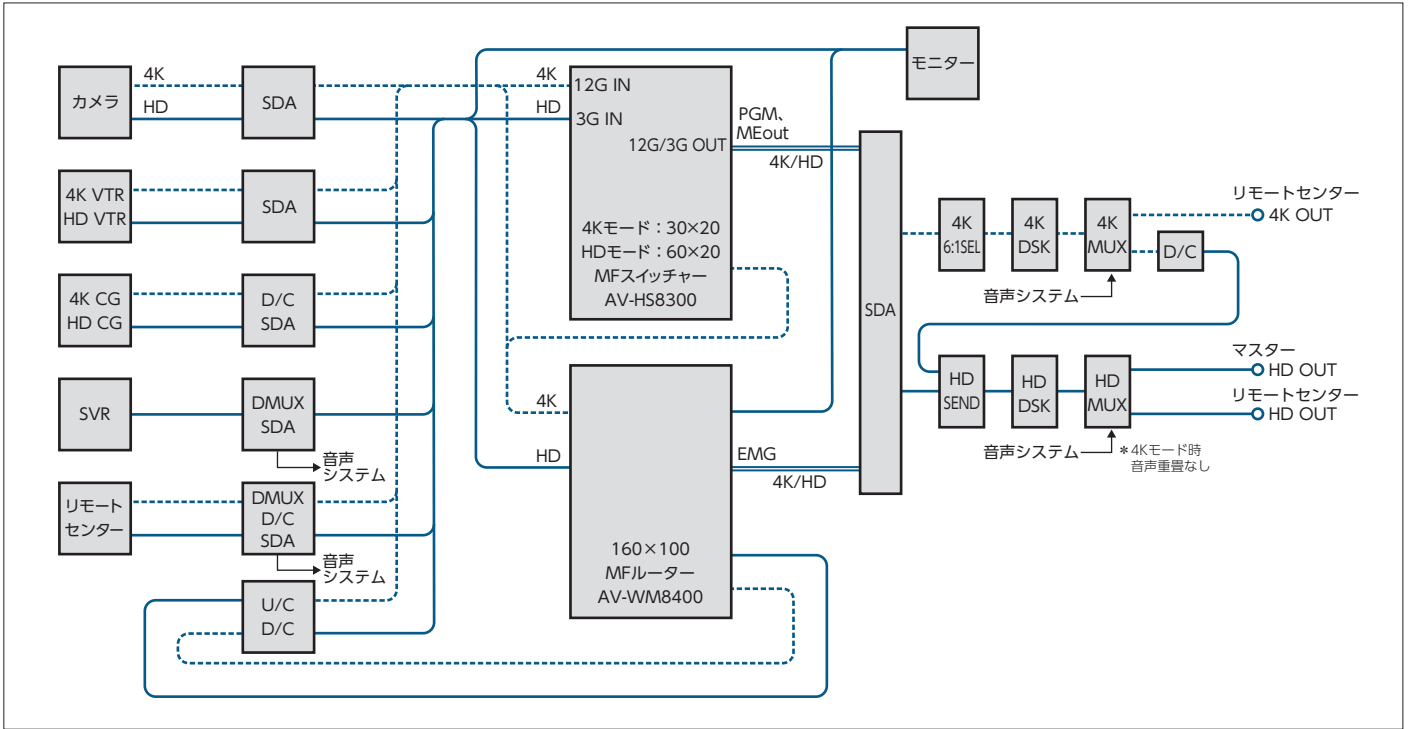 カメラ
4K
HD
SDA
4K VTR
HD VTR
SDA
4K CG
HD CG
D/C
SDA
SVR
DMUX
SDA
音声
システム
リモート
センター
DMUX
D/C
SDA
音声
システム
U/C
D/C
4K
HD
12G IN
3G IN
12G/3G OUT
4Kモード：30×20
HDモード：60×20
MFスイッチャー
AV-HS8300
PGM、
MEout
4K/HD
モニター
4K
HD
160×100
MFルーター
AV-WM8400
EMG
4K/HD
SDA
4K
6:1SEL
4K
DSK
4K
MUX
D/C
音声システム
リモートセンター
4K OUT
HD
SEND
HD
DSK
HD
MUX
音声システム
＊4Kモード時
音声重畳なし
マスター
HD OUT
リモートセンター
HD OUT